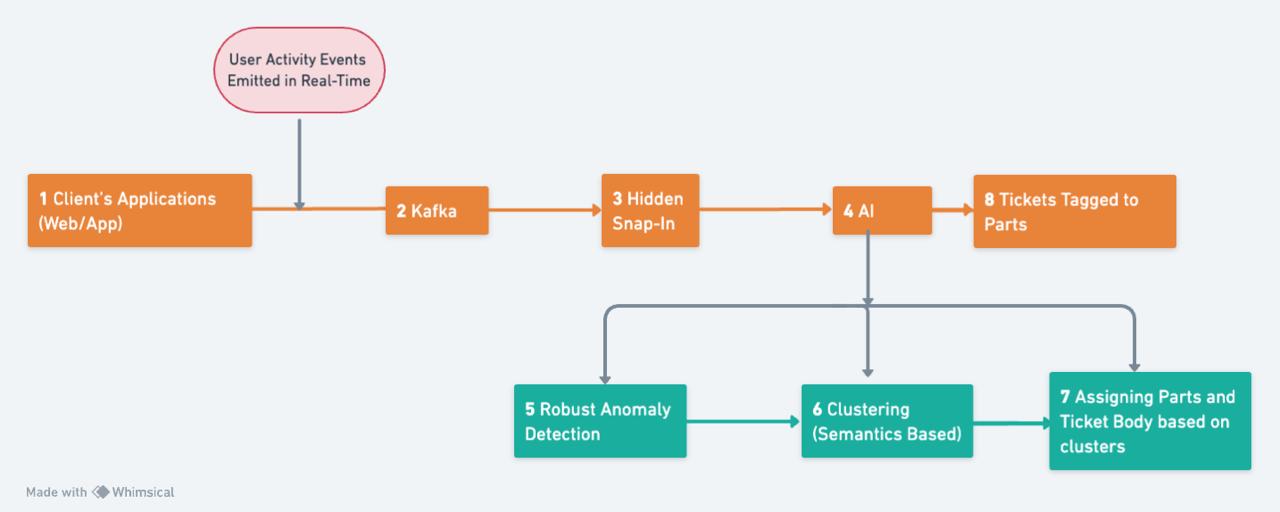 User Activity Events
Emitted in Real-Time
1 Client's Applications
(Web/App)
2 Kafka
3 Hidden
Snap-In
4 AI
8 Tickets Tagged to
Parts
5 Robust Anomaly
Detection
6 Clustering
(Semantics Based)
7 Assigning Parts and
Ticket Body based on
clusters
Made with Whimsical